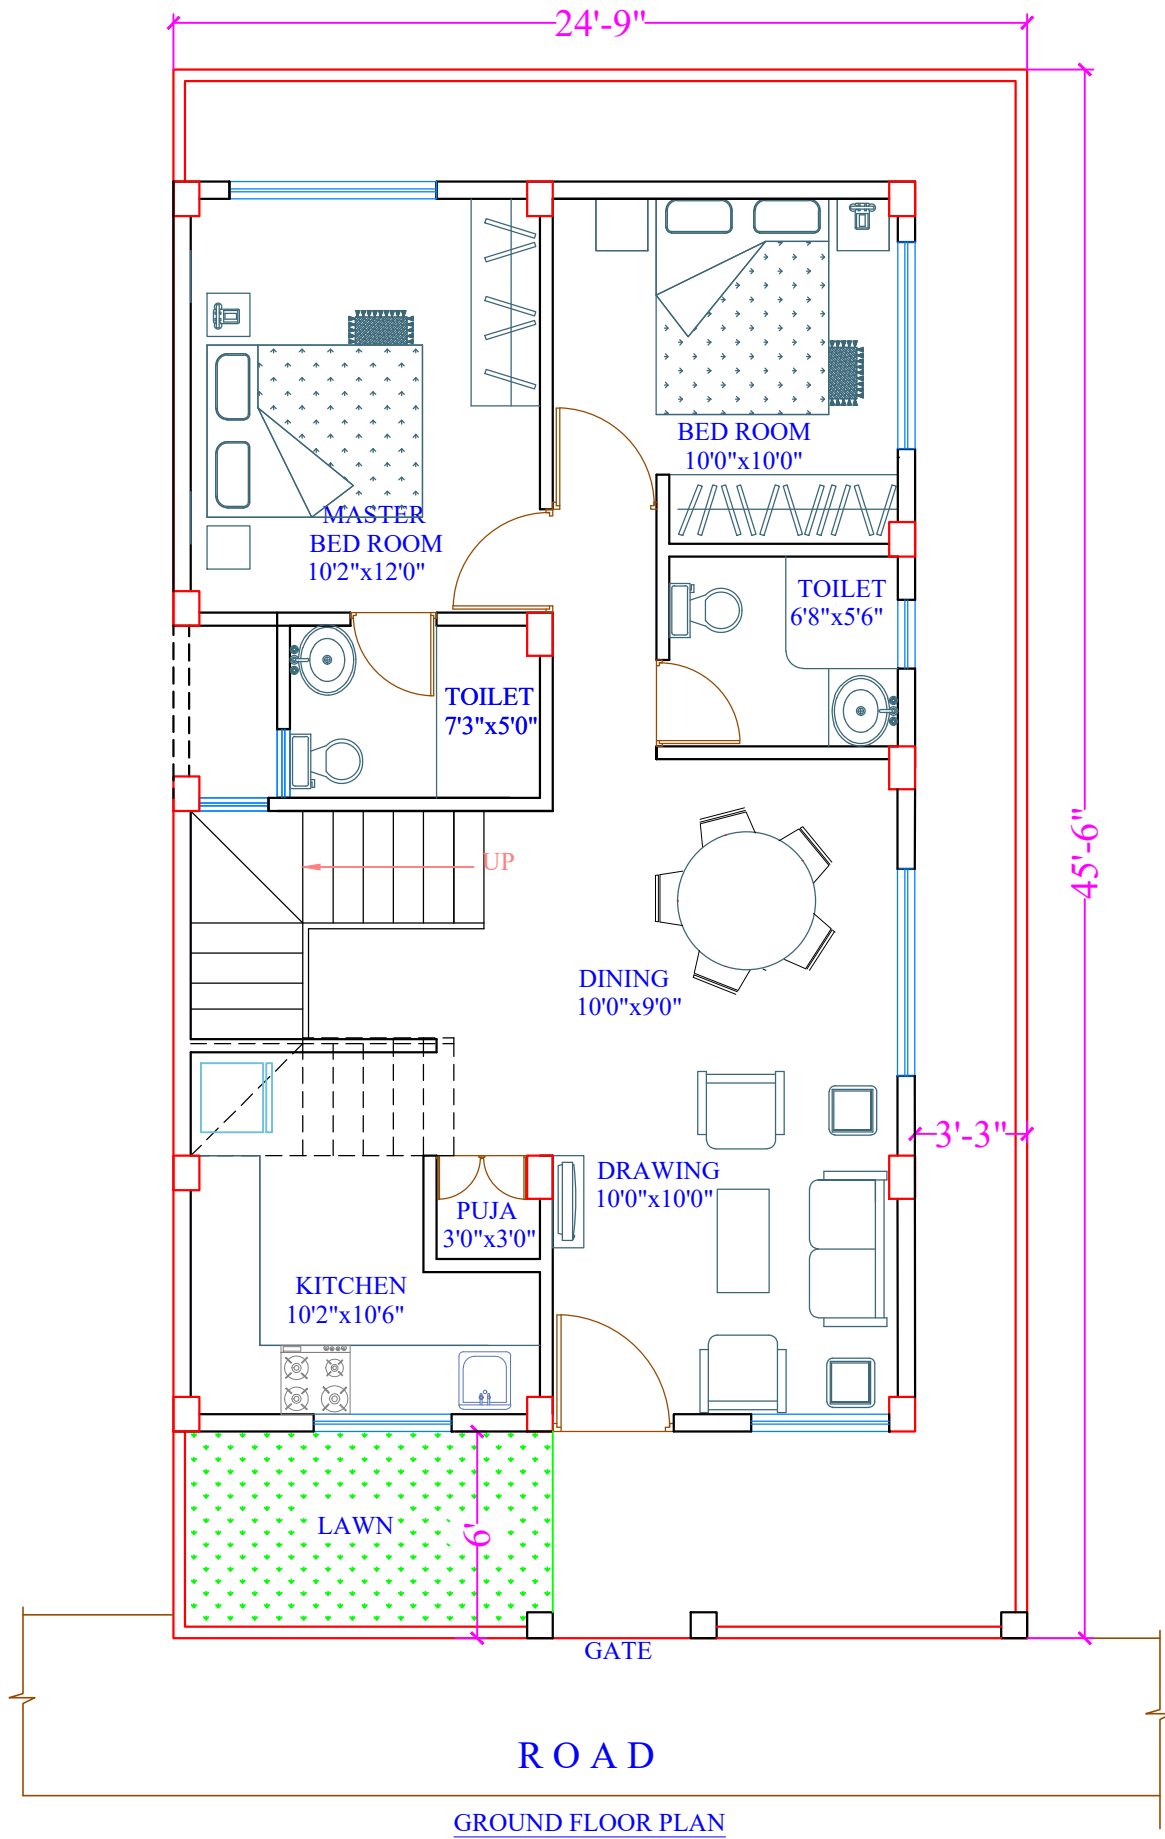 24'-9"
BED ROOM
10'0"x10'0"
MASTER
BED ROOM
10'2"x12'0"
TOILET
6'8"x5'6"
TOILET
7'3"x5'0"
UP
45'-6"
DINING
10'0"x9'0"
3'-3"
DRAWING
10'0"x10'0"
PUJA
3'0"x3'0"
KITCHEN
10'2"x10'6"
LAWN
6'
GATE
ROAD
GROUND FLOOR PLAN